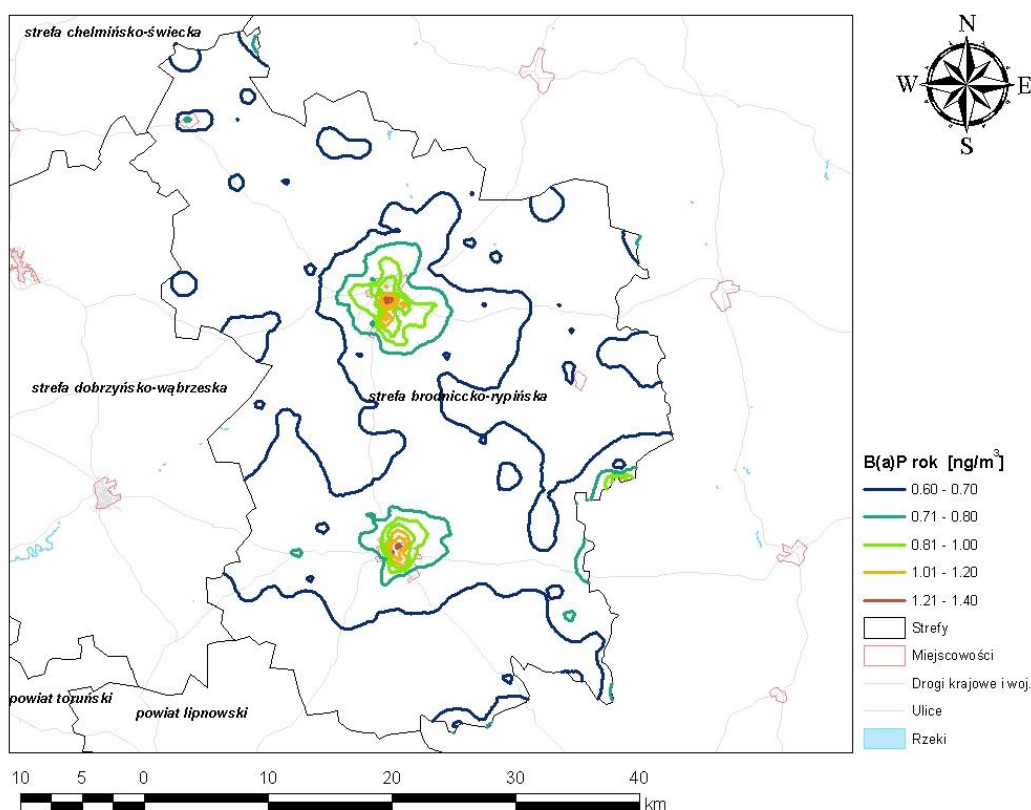 strefa chełmińsko-świecka
N
W E
S
strefa dobrzyńsko-wąbrzeska
strefa brodniccko-rypińska
B(a)P rok [ng/m³]
0.60 - 0.70
0.71 - 0.80
0.81 - 1.00
1.01 - 1.20
1.21 - 1.40
Strefy
Miejscowości
Drogi krajowe i woj.
Ulice
Rzeki
powiat toruński
powiat lipnowski
10 5 0 10 20 30 40
km